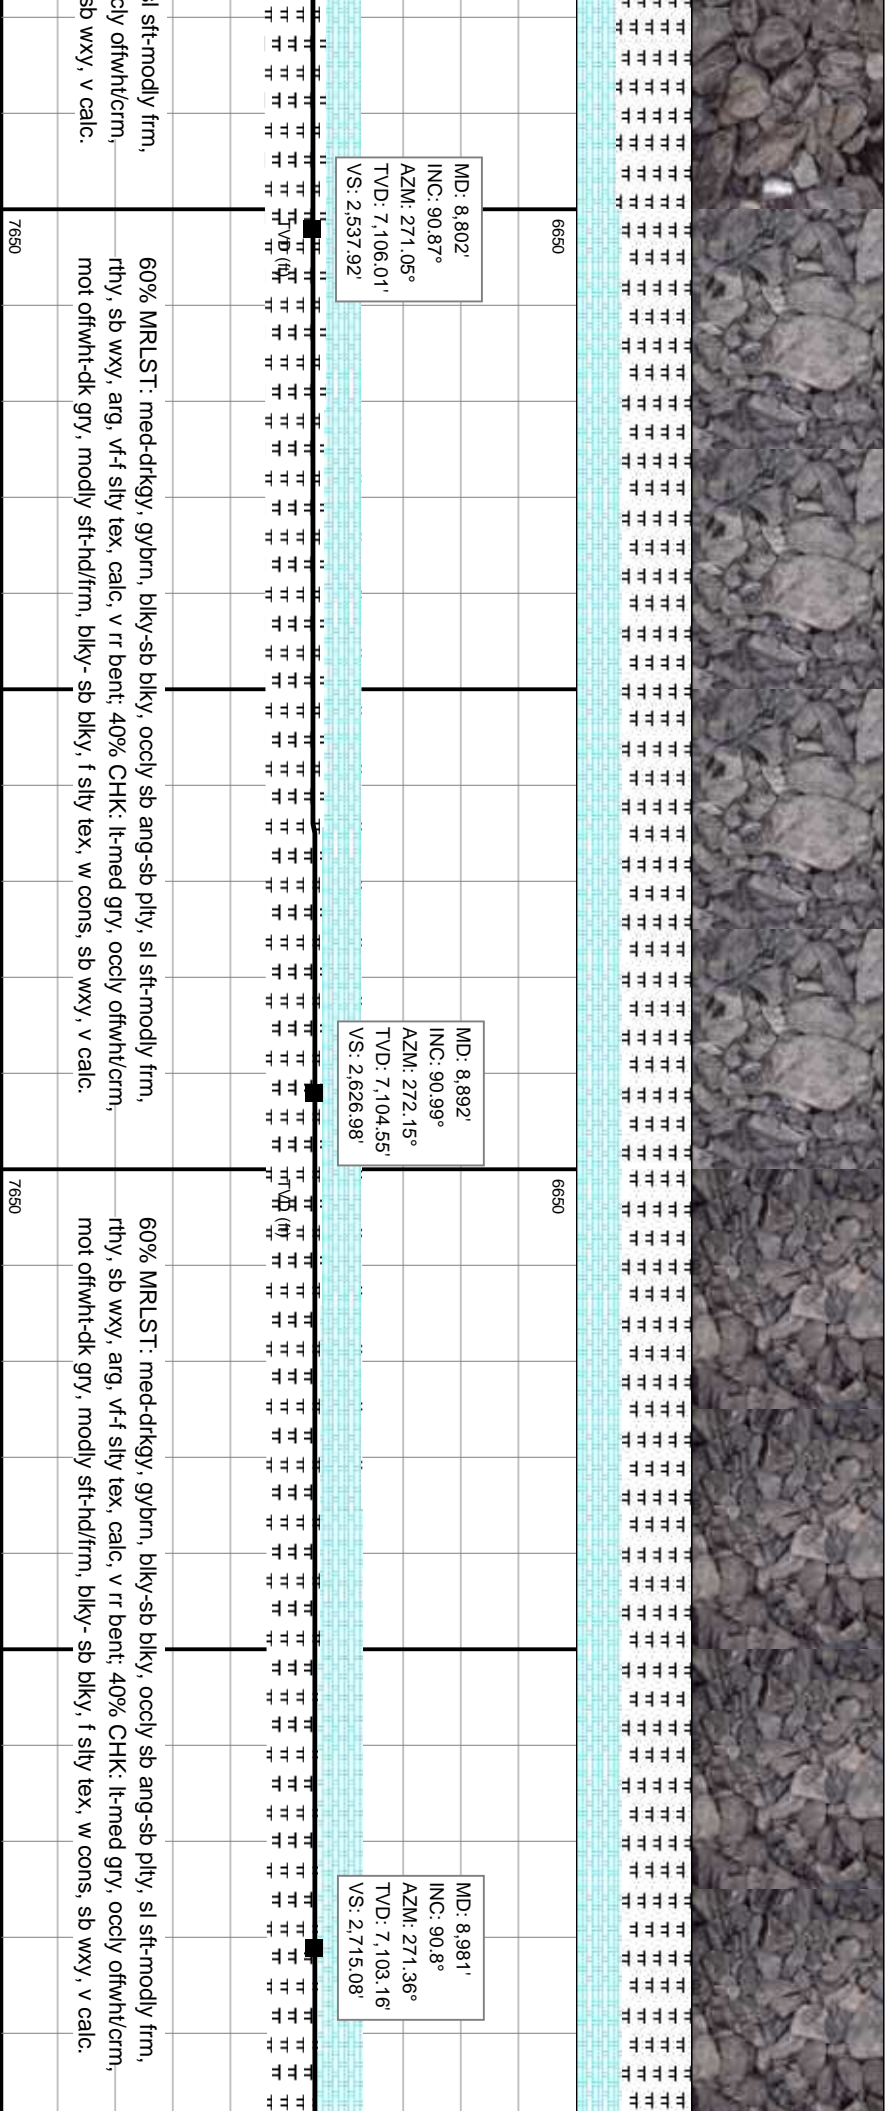 sl sft-modly frm,
cly offwht/crm,
sb wxy, v calc.
MD: 8,802'
INC: 90.87°
AZM: 271.05°
TVD: 7,106.01'
VS: 2,537.92'
6650
TVD (ft)
7650
60% MRLST: med-drkgy, gybrn, blky-sb blky, occly sb ang-sb plty, sl sft-modly frm,
rthy, sb wxy, arg, vf-f slty tex, calc, v rr bent; 40% CHK: lt-med gry, occly offwht/crm,
mot offwht-dk gry, modly sft-hd/frm, blky- sb blky, f slty tex, w cons, sb wxy, v calc.
MD: 8,892'
INC: 90.99°
AZM: 272.15°
TVD: 7,104.55'
VS: 2,626.98'
6650
TVD (ft)
7650
60% MRLST: med-drkgy, gybrn, blky-sb blky, occly sb ang-sb plty, sl sft-modly frm,
rthy, sb wxy, arg, vf-f slty tex, calc, v rr bent; 40% CHK: lt-med gry, occly offwht/crm,
mot offwht-dk gry, modly sft-hd/frm, blky- sb blky, f slty tex, w cons, sb wxy, v calc.
MD: 8,981'
INC: 90.8°
AZM: 271.36°
TVD: 7,103.16'
VS: 2,715.08'